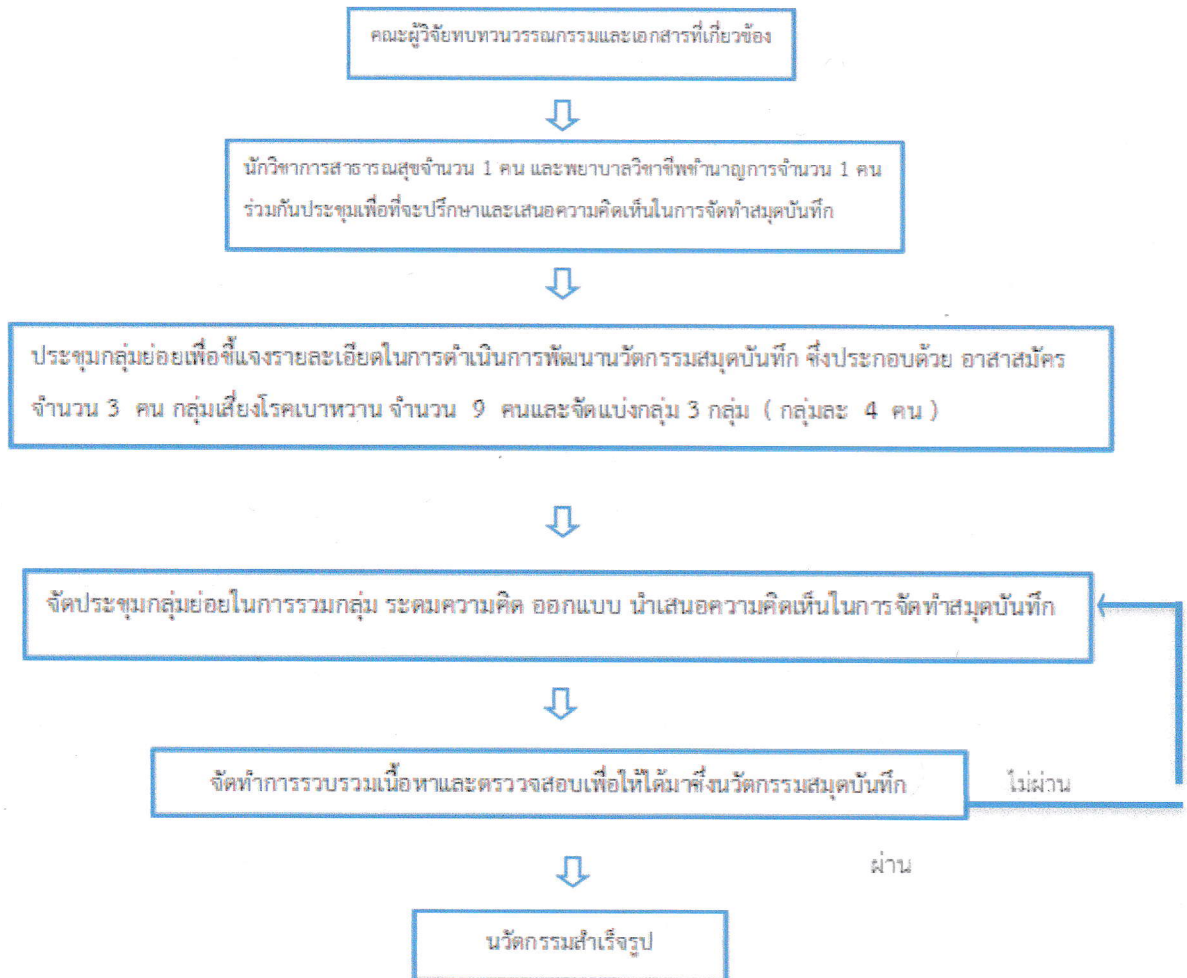 คณะผู้วิจัยทบทวนวรรณกรรมและเอกสารที่เกี่ยวข้อง
นักวิชาการสาธารณสุขจำนวน 1 คน และพยาบาลวิชาชีพชำนาญการจำนวน 1 คน
ร่วมกันประชุมเพื่อที่จะปรึกษาและเสนอความคิดเห็นในการจัดทำสมุดบันทึก
ประชุมกลุ่มย่อยเพื่อชี้แจงรายละเอียดในการดำเนินการพัฒนานวัตกรรมสมุดบันทึก ซึ่งประกอบด้วย อาสาสมัคร
จำนวน 3 คน กลุ่มเสี่ยงโรคเบาหวาน จำนวน 9 คนและจัดแบ่งกลุ่ม 3 กลุ่ม ( กลุ่มละ 4 คน )
จัดประชุมกลุ่มย่อยในการรวมกลุ่ม ระดมความคิด ออกแบบ นำเสนอความคิดเห็นในการจัดทำสมุดบันทึก
จัดทำการรวบรวมเนื้อหาและตรววจสอบเพื่อให้ได้มาซึ่งนวัตกรรมสมุดบันทึก
ไม่ผ่าน
ผ่าน
นวัตกรรมสำเร็จรูป